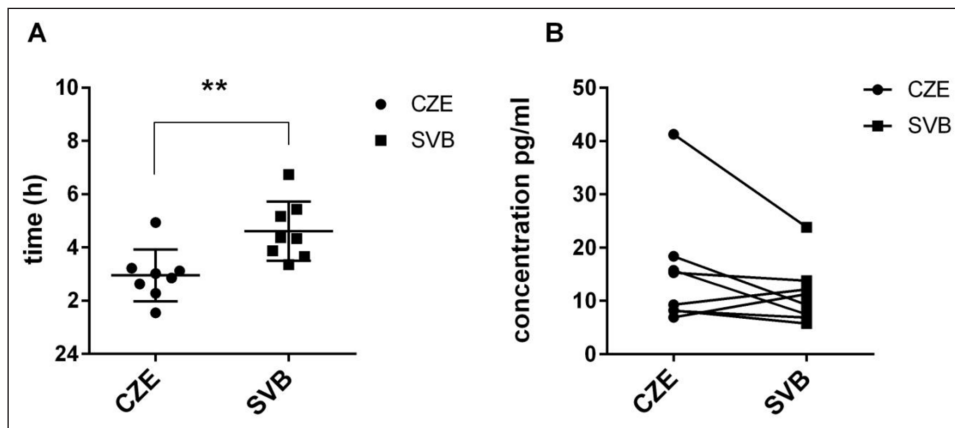 A
**
time (h)
10
8
6
4
2
24
CZE
SVB
CZE
SVB
B
concentration pg/ml
50
40
30
20
10
0
CZE
SVB
CZE
SVB